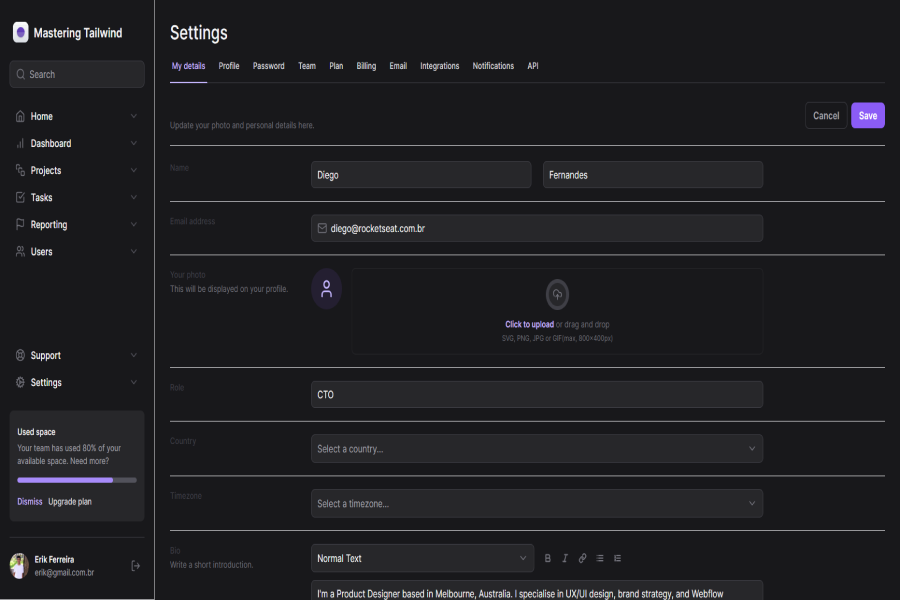 Mastering Tailwind
Search
Home
Dashboard
Projects
Tasks
Reporting
Users
Support
Settings
Used space
Your team has used 80% of your
available space. Need more?
Dismiss Upgrade plan
Erik Ferreira
erik@gmail.com.br
Settings
My details Profile Password Team Plan Billing Email Integrations Notifications API
Update your photo and personal details here.
Cancel Save
Name
Diego Fernandes
Email address
diego@rocketseat.com.br
Your photo
This will be displayed on your profile.
Click to upload or drag and drop
SVG, PNG, JPG or GIF(max, 800×400px)
Role
CTO
Country
Select a country...
Timezone
Select a timezone...
Bio
Write a short introduction.
Normal Text
B I
I'm a Product Designer based in Melbourne, Australia. I specialise in UX/UI design, brand strategy, and Webflow